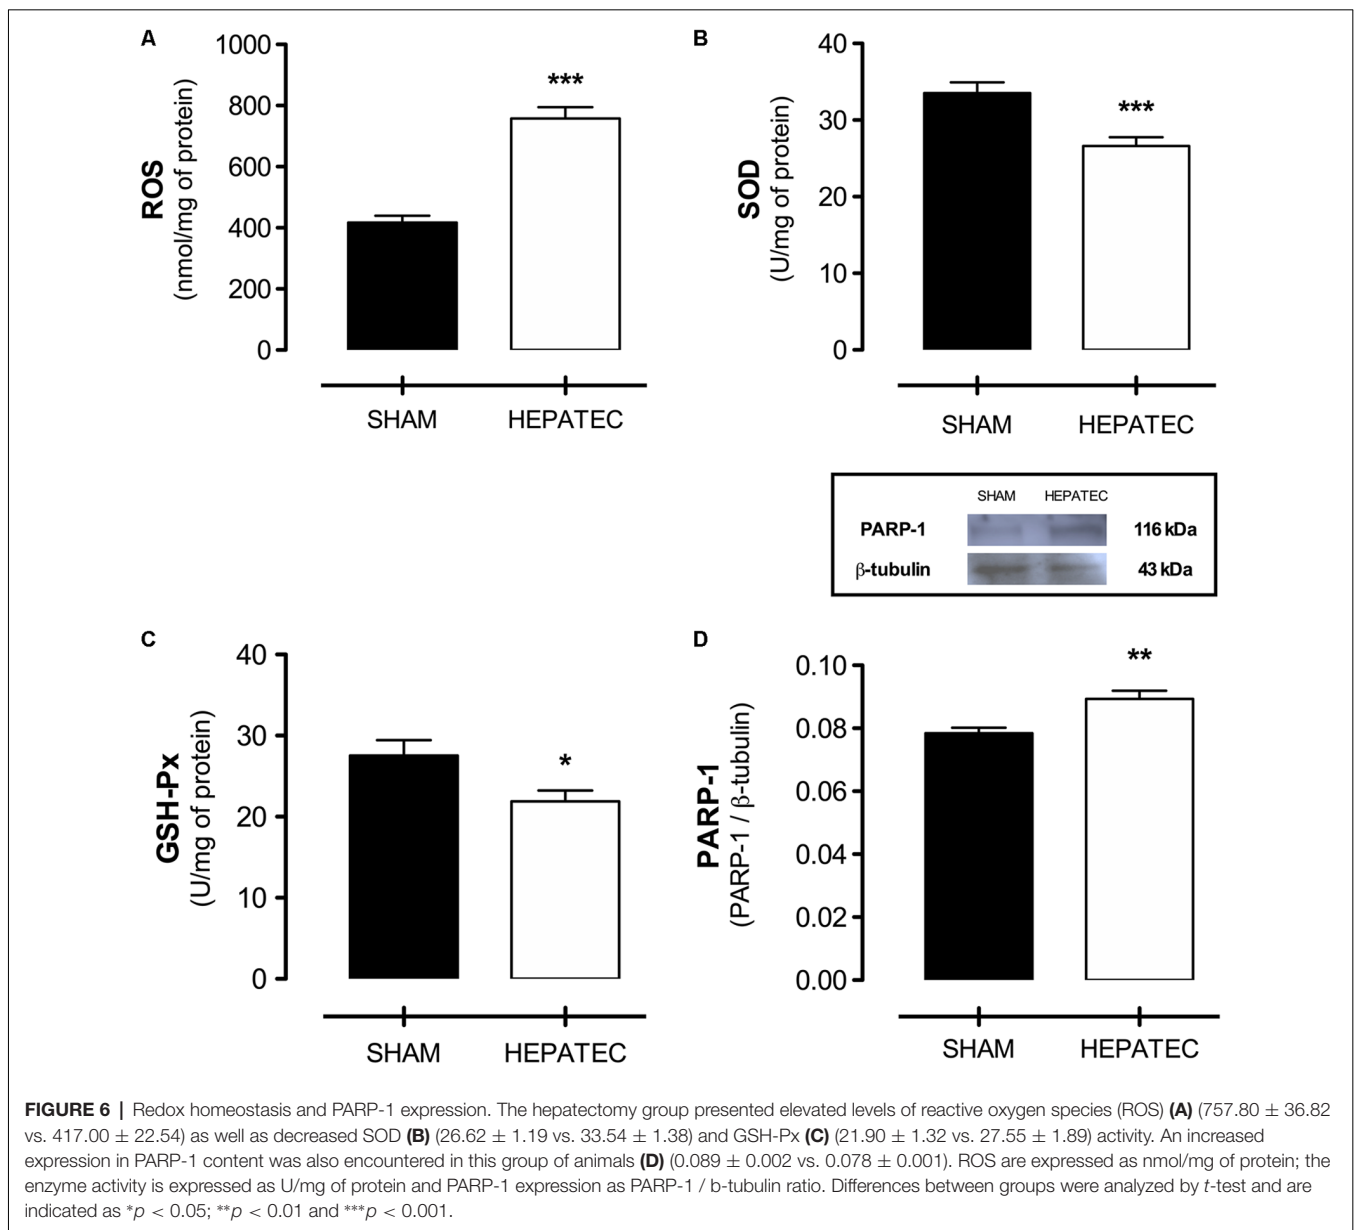 A
ROS
(nmol/mg of protein)
1000
800
600
400
200
0
***
SHAM HEPATEC
B
SOD
(U/mg of protein)
40
30
20
10
0
***
SHAM HEPATEC
SHAM HEPATEC
PARP-1 116 kDa
β-tubulin 43 kDa
C
GSH-Px
(U/mg of protein)
40
30
20
10
0
*
SHAM HEPATEC
D
PARP-1
(PARP-1 / β-tubulin)
0.10
0.08
0.06
0.04
0.02
0.00
**
SHAM HEPATEC
FIGURE 6 | Redox homeostasis and PARP-1 expression. The hepatectomy group presented elevated levels of reactive oxygen species (ROS) (A) (757.80 ± 36.82
vs. 417.00 ± 22.54) as well as decreased SOD (B) (26.62 ± 1.19 vs. 33.54 ± 1.38) and GSH-Px (C) (21.90 ± 1.32 vs. 27.55 ± 1.89) activity. An increased
expression in PARP-1 content was also encountered in this group of animals (D) (0.089 ± 0.002 vs. 0.078 ± 0.001). ROS are expressed as nmol/mg of protein; the
enzyme activity is expressed as U/mg of protein and PARP-1 expression as PARP-1 / b-tubulin ratio. Differences between groups were analyzed by t-test and are
indicated as *p < 0.05; **p < 0.01 and ***p < 0.001.